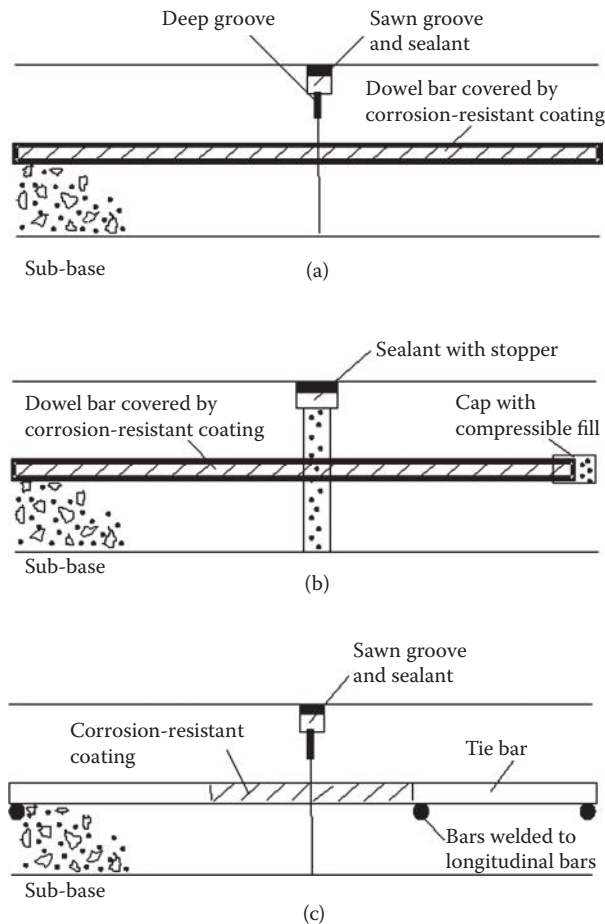 Deep groove
Sawn groove
and sealant
Dowel bar covered by
corrosion-resistant coating
Sub-base
(a)
Sealant with stopper
Dowel bar covered by
corrosion-resistant coating
Cap with
compressible fill
Sub-base
(b)
Sawn groove
and sealant
Corrosion-resistant
coating
Tie bar
Bars welded to
longitudinal bars
Sub-base
(c)